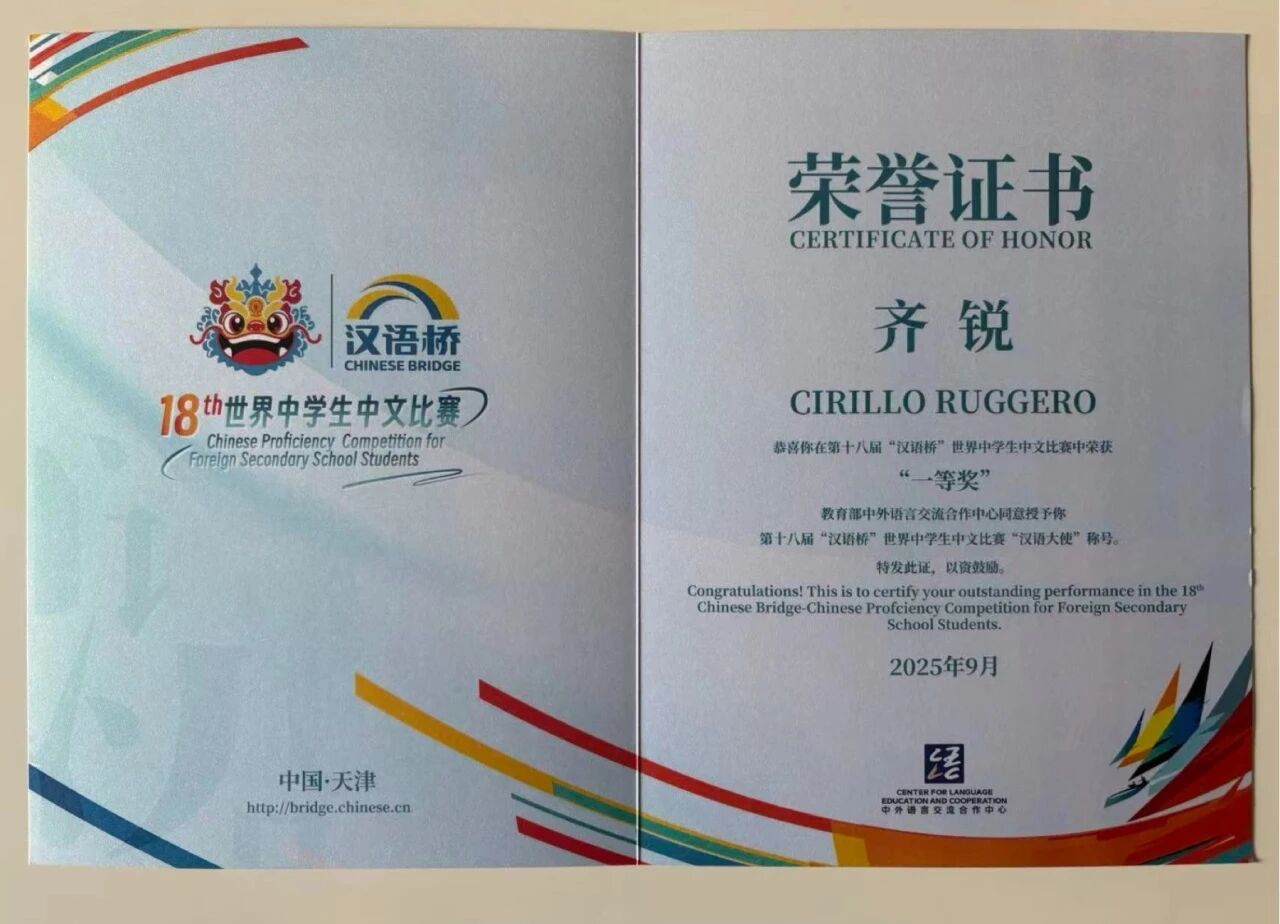 汉语桥
CHINESE BRIDGE
18th世界中学生中文比赛
Chinese Proficiency Competition for
Foreign Secondary School Students
中国·天津
http://bridge.chinese.cn
荣誉证书
CERTIFICATE OF HONOR
齐锐
CIRILLO RUGGERO
恭喜你在第十八届“汉语桥”世界中学生中文比赛中荣获
“一等奖”
教育部中外语言交流合作中心同意授予你
第十八届“汉语桥”世界中学生中文比赛“汉语大使”称号。
特发此证，以资鼓励。
Congratulations! This is to certify your outstanding performance in the 18th
Chinese Bridge-Chinese Profciency Competition for Foreign Secondary
School Students.
2025年9月
CENTER FOR LANGUAGE
EDUCATION AND COOPERATION
中外语言交流合作中心